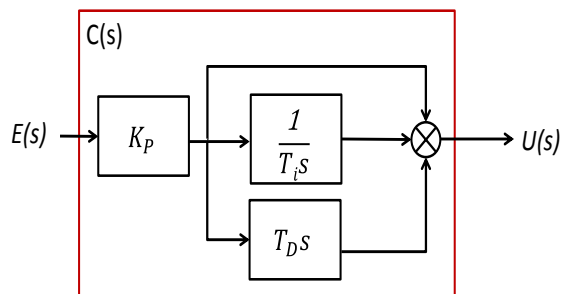 C(s)
E(s)
K_P
1
T_i s
U(s)
T_D s